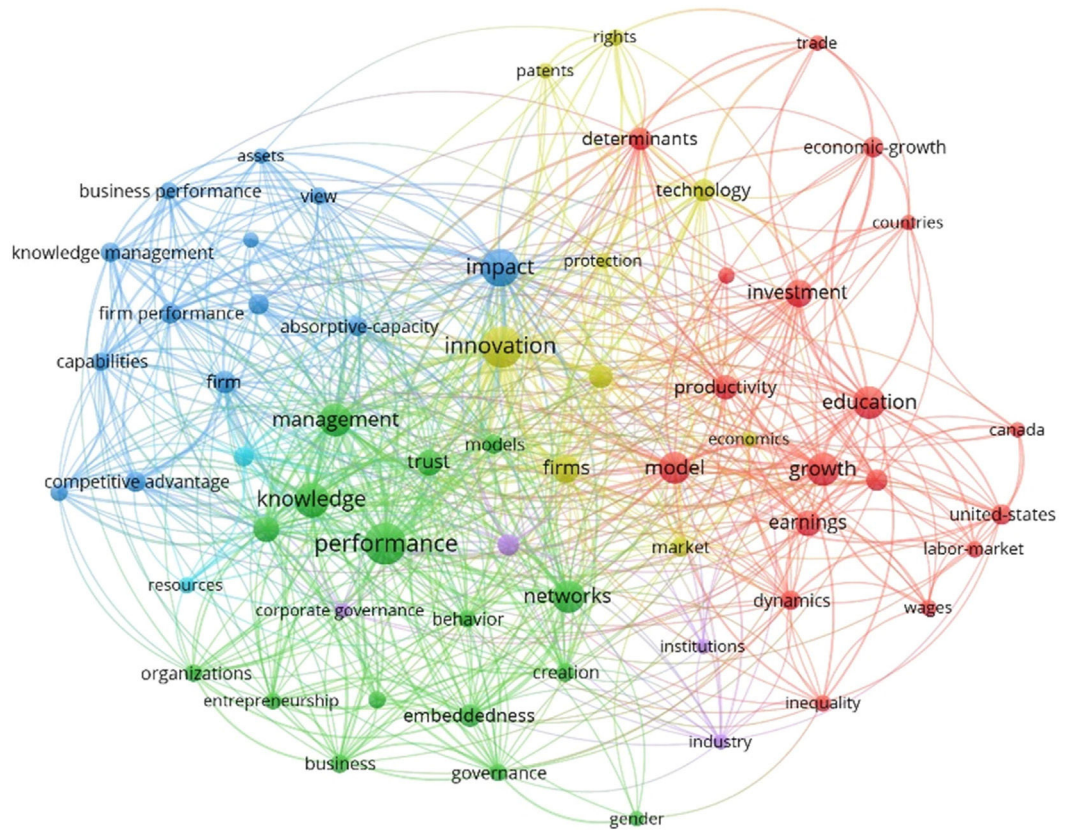 rights
trade
patents
determinants
economic-growth
assets
technology
business performance
view
countries
knowledge management
protection
impact
investment
firm performance
absorptive-capacity
innovation
capabilities
firm
productivity
education
management
canada
models
economics
trust
firms
model
growth
competitive advantage
knowledge
united-states
earnings
performance
market
labor-market
resources
networks
dynamics
corporate governance
wages
behavior
institutions
organizations
creation
entrepreneurship
inequality
embeddedness
industry
business
governance
gender